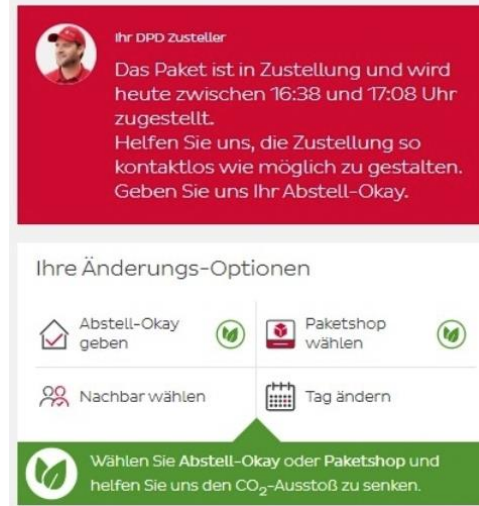 Ihr DPD Zusteller
Das Paket ist in Zustellung und wird
heute zwischen 16:38 und 17:08 Uhr
zugestellt.
Helfen Sie uns, die Zustellung so
kontaktlos wie möglich zu gestalten.
Geben Sie uns Ihr Abstell-Okay.
Ihre Änderungs-Optionen
Abstell-Okay
geben
Paketshop
wählen
Nachbar wählen
Tag ändern
Wählen Sie Abstell-Okay oder Paketshop und
helfen Sie uns den CO₂-Ausstoß zu senken.